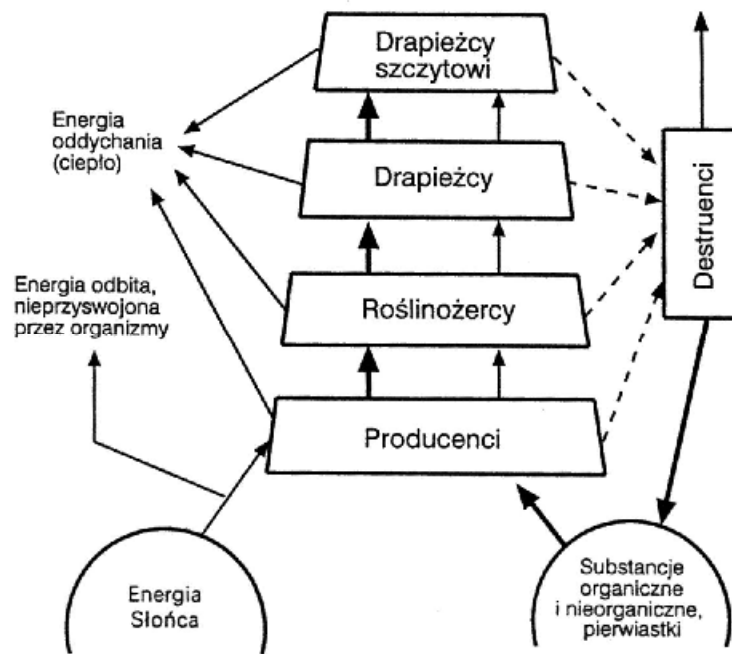 Drapieżcy
szczytowi
Energia
oddychania
(ciepło)
Drapieżcy
Destruenci
Energia odbita,
nieprzyswojona
przez organizmy
Roślinożercy
Producenci
Energia
Słońca
Substancje
organiczne
i nieorganiczne,
pierwiastki